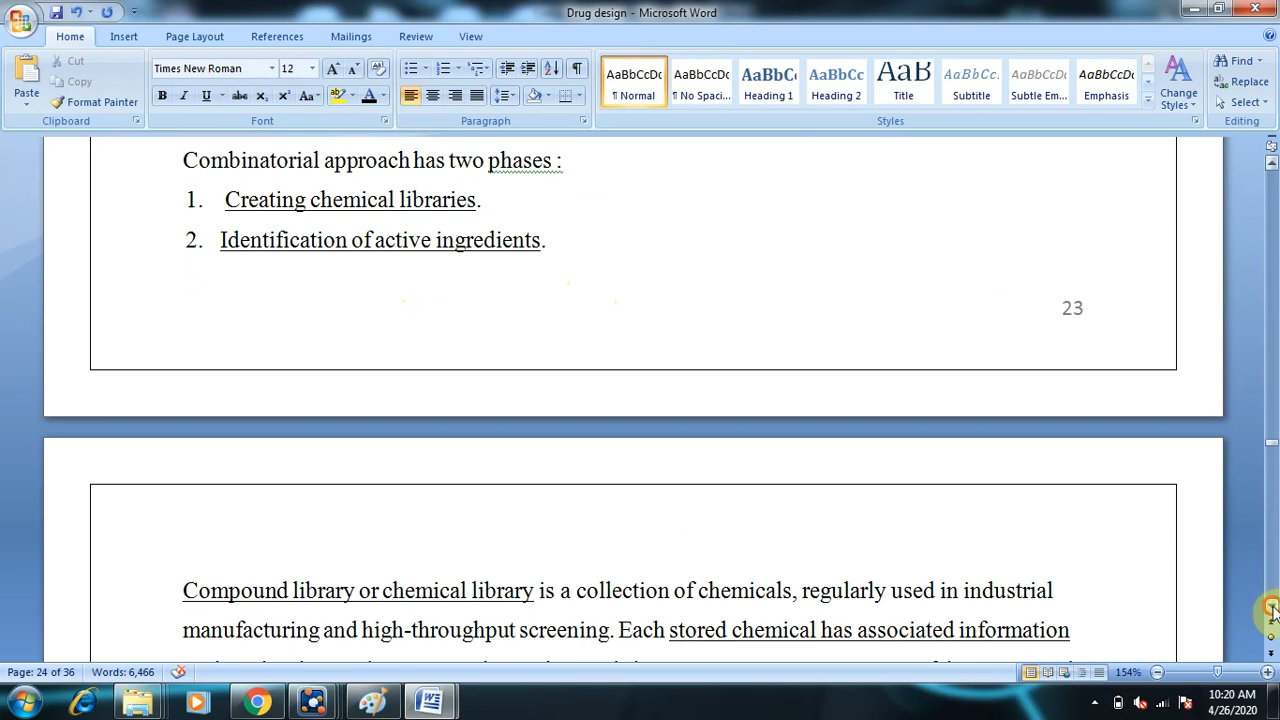 Drug design - Microsoft Word
Home Insert Page Layout References Mailings Review View
Paste
Cut
Copy
Format Painter
Clipboard
Times New Roman 12
B I U abc x₂ x² Aa A
Font
Paragraph
AaBbCcDc AaBbCcDc AaBbC AaBbCc AaB AaBbCc. AaBbCcDc AaBbCcDc
¶ Normal ¶ No Spaci... Heading 1 Heading 2 Title Subtitle Subtle Em... Emphasis
Styles
Change
Styles
Find
Replace
Select
Editing
Combinatorial approach has two phases :
1. Creating chemical libraries.
2. Identification of active ingredients.
23
Compound library or chemical library is a collection of chemicals, regularly used in industrial
manufacturing and high-throughput screening. Each stored chemical has associated information
Page: 24 of 36 Words: 6,466 154%
10:20 AM
4/26/2020